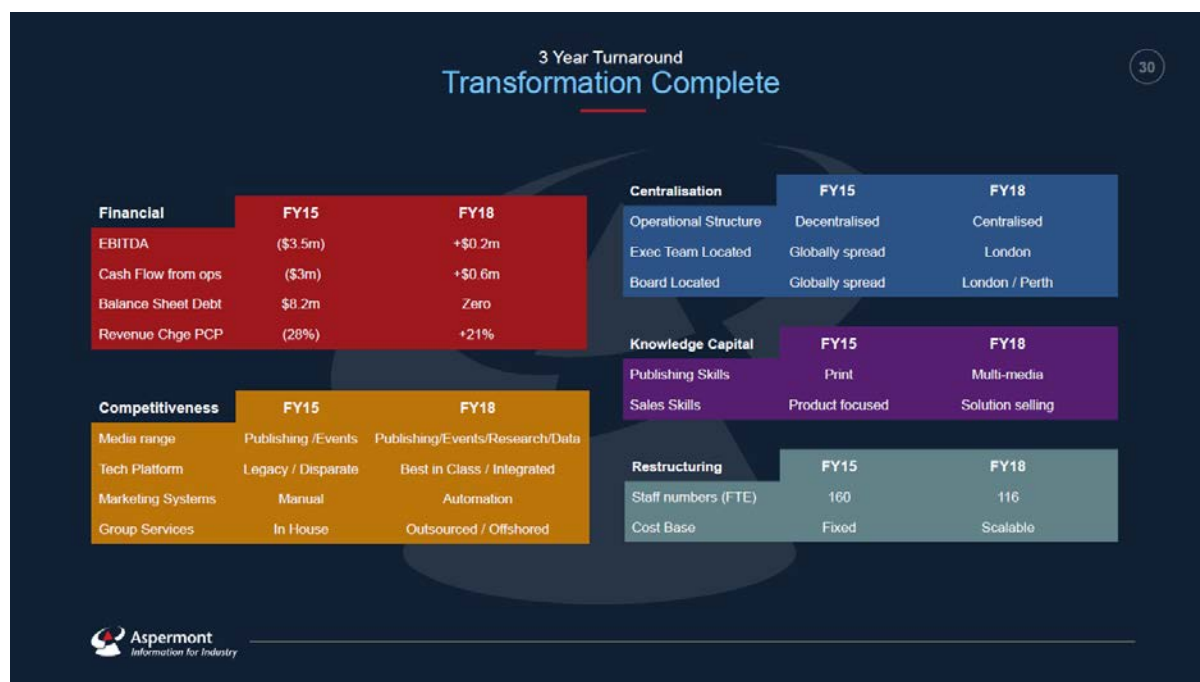 3 Year Turnaround
Transformation Complete
30
Financial FY15 FY18
EBITDA ($3.5m) +$0.2m
Cash Flow from ops ($3m) +$0.6m
Balance Sheet Debt $8.2m Zero
Revenue Chge PCP (28%) +21%
Competitiveness FY15 FY18
Media range Publishing /Events Publishing/Events/Research/Data
Tech Platform Legacy / Disparate Best in Class / Integrated
Marketing Systems Manual Automation
Group Services In House Outsourced / Offshored
Centralisation FY15 FY18
Operational Structure Decentralised Centralised
Exec Team Located Globally spread London
Board Located Globally spread London / Perth
Knowledge Capital FY15 FY18
Publishing Skills Print Multi-media
Sales Skills Product focused Solution selling
Restructuring FY15 FY18
Staff numbers (FTE) 160 116
Cost Base Fixed Scalable
Aspermont
Information for Industry